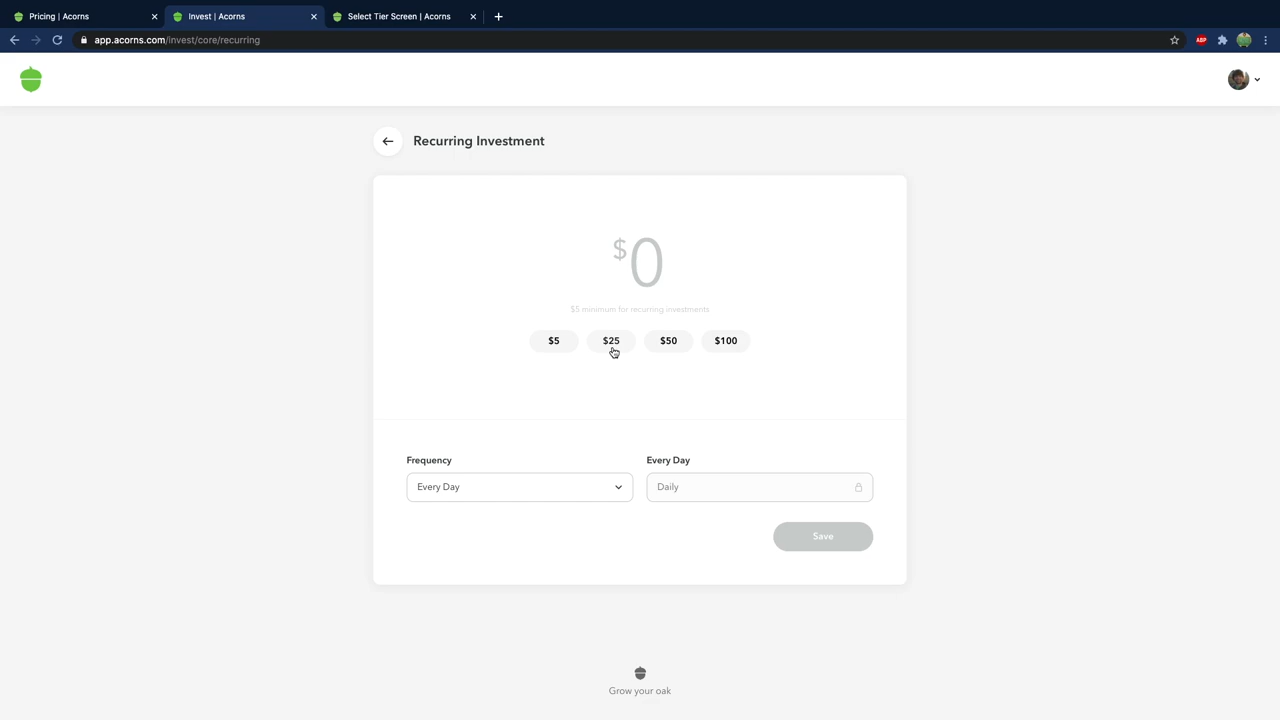 Pricing | Acorns
Invest | Acorns
Select Tier Screen | Acorns
app.acorns.com/invest/core/recurring
ABP
Recurring Investment
$0
$5 minimum for recurring investments
$5 $25 $50 $100
Frequency Every Day
Every Day Daily
Save
Grow your oak